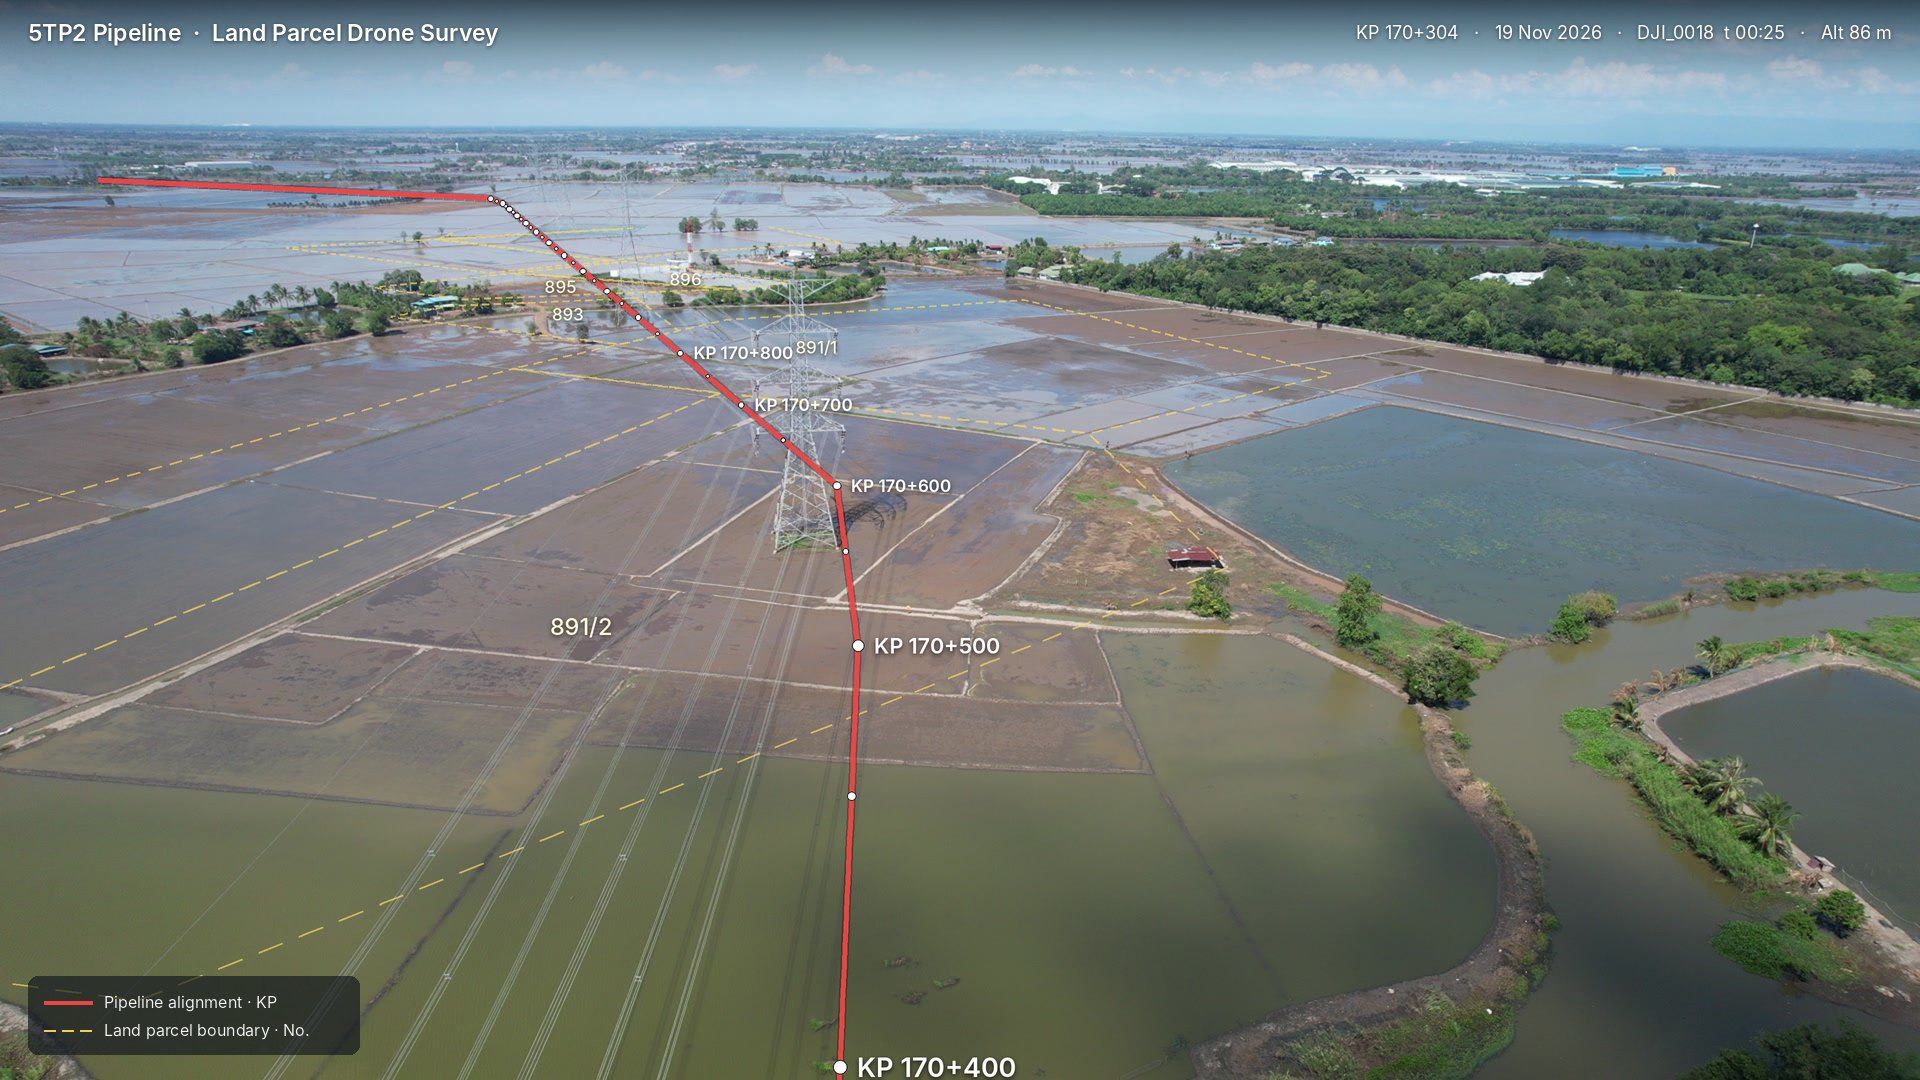 5TP2 Pipeline · Land Parcel Drone Survey
KP 170+304 · 19 Nov 2026 · DJI_0018 t 00:25 · Alt 86 m
896
895
893
KP 170+800
891/1
KP 170+700
KP 170+600
891/2
KP 170+500
Pipeline alignment · KP
Land parcel boundary · No.
KP 170+400